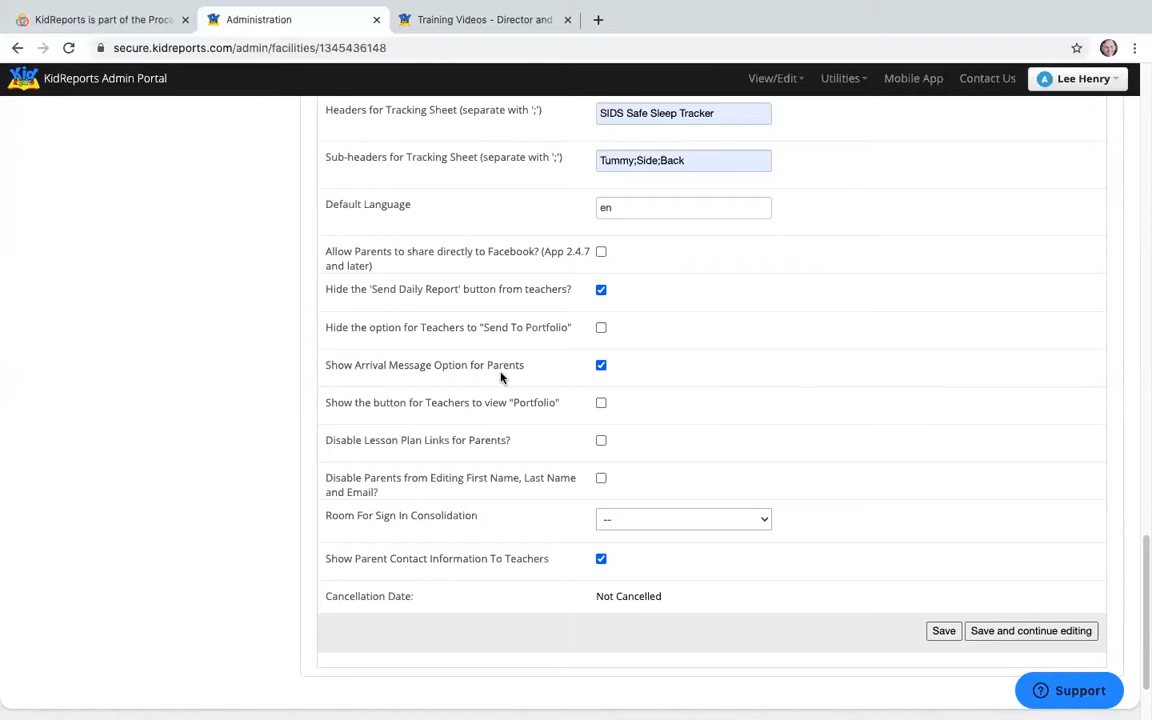 KidReports is part of the Proce
Administration
Training Videos - Director and
secure.kidreports.com/admin/facilities/1345436148
KidReports Admin Portal
View/Edit
Utilities
Mobile App
Contact Us
A
Lee Henry
Headers for Tracking Sheet (separate with ';')
SIDS Safe Sleep Tracker
Sub-headers for Tracking Sheet (separate with ';')
Tummy;Side;Back
Default Language
en
Allow Parents to share directly to Facebook? (App 2.4.7
and later)
Hide the 'Send Daily Report' button from teachers?
Hide the option for Teachers to "Send To Portfolio"
Show Arrival Message Option for Parents
Show the button for Teachers to view "Portfolio"
Disable Lesson Plan Links for Parents?
Disable Parents from Editing First Name, Last Name
and Email?
Room For Sign In Consolidation
--
Show Parent Contact Information To Teachers
Cancellation Date:
Not Cancelled
Save
Save and continue editing
Support